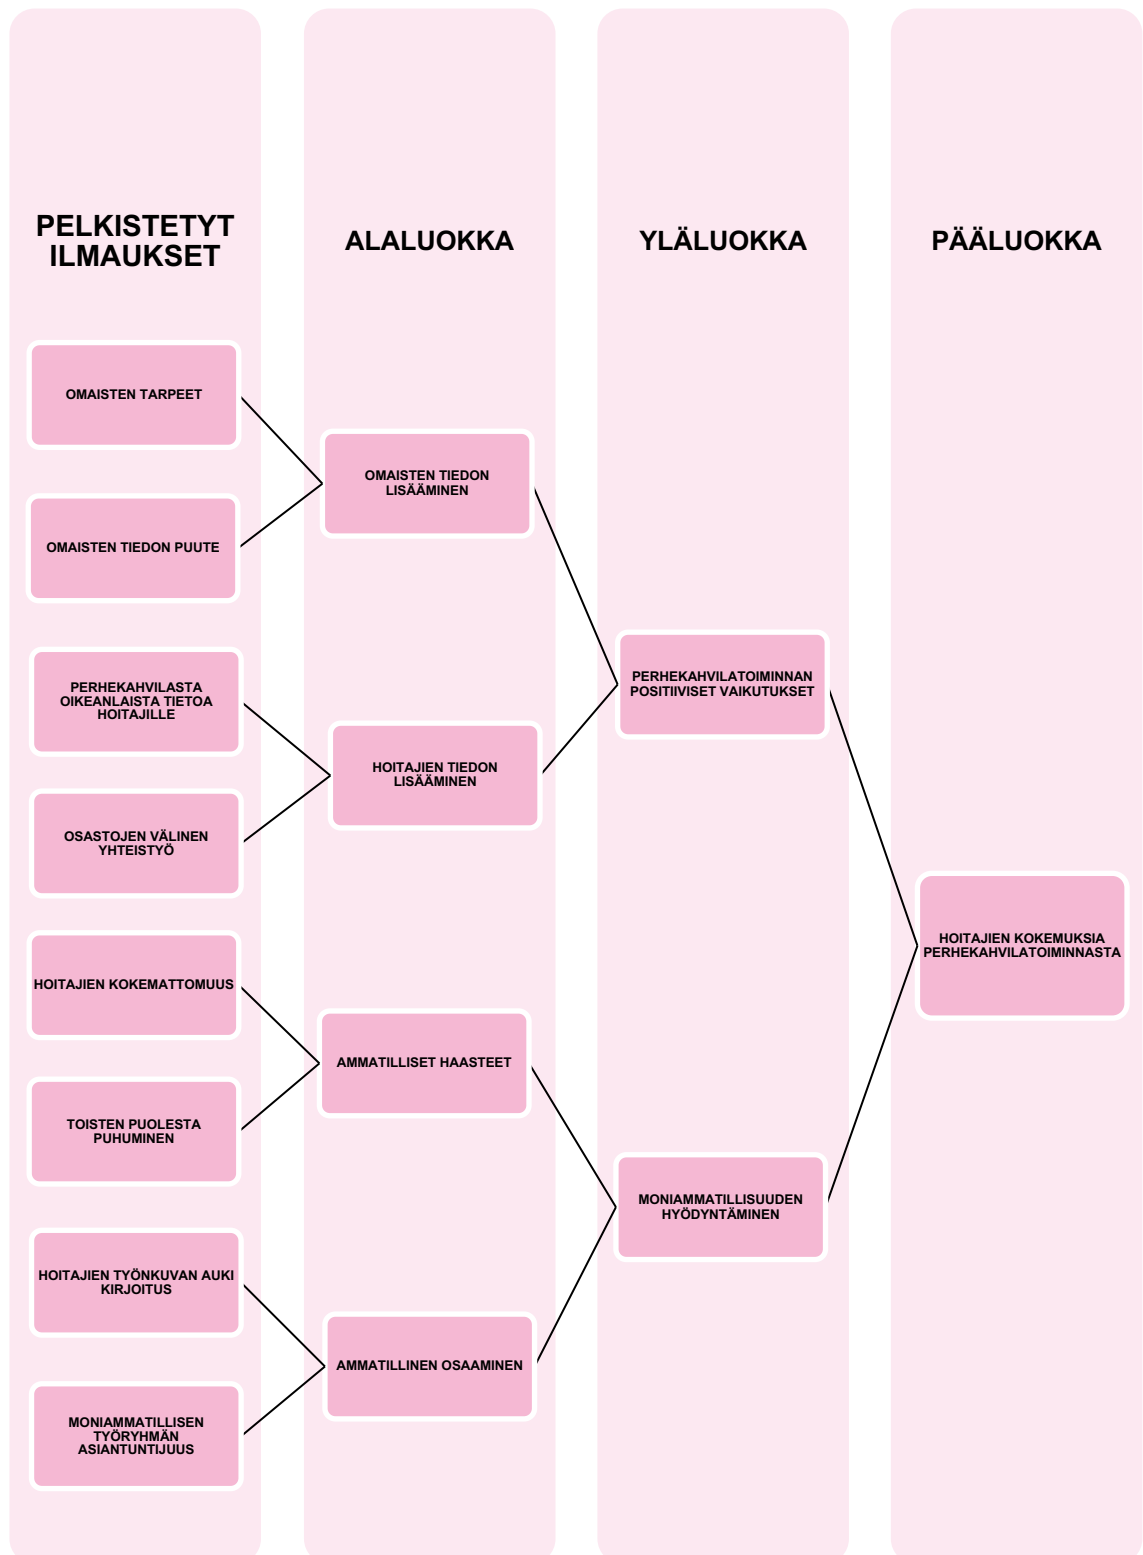 PELKISTETYT
ILMAUKSET
ALALUOKKA
YLÄLUOKKA
PÄÄLUOKKA
OMAISTEN TARPEET
OMAISTEN TIEDON PUUTE
PERHEKAHVILASTA
OIKEANLAISTA TIETOA
HOITAJILLE
OSASTOJEN VÄLINEN
YHTEISTYÖ
HOITAJIEN KOKEMATTOMUUS
TOISTEN PUOLESTA
PUHUMINEN
HOITAJIEN TYÖNKUVAN AUKI
KIRJOITUS
MONIAMMATILLISEN
TYÖRYHMÄN
ASIANTUNTIJUUS
OMAISTEN TIEDON
LISÄÄMINEN
HOITAJIEN TIEDON
LISÄÄMINEN
AMMATILLISET HAASTEET
AMMATILLINEN OSAAMINEN
PERHEKAHVILATOIMINNAN
POSITIIVISET VAIKUTUKSET
MONIAMMATILLISUUDEN
HYÖDYNTÄMINEN
HOITAJIEN KOKEMUKSIA
PERHEKAHVILATOIMINNASTA